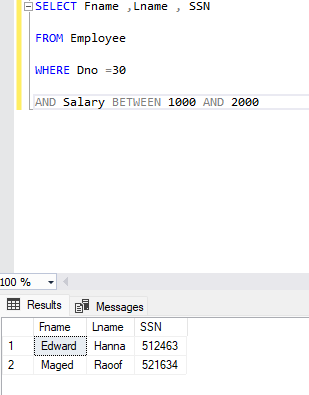 SELECT Fname ,Lname , SSN
FROM Employee
WHERE Dno =30
AND Salary BETWEEN 1000 AND 2000
100 %
Results Messages
Fname Lname SSN
1 Edward Hanna 512463
2 Maged Raoof 521634